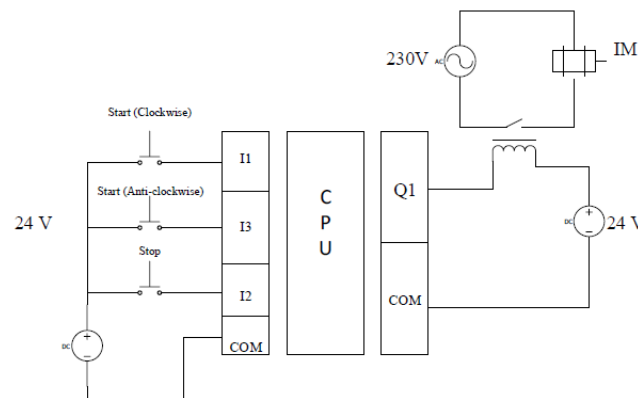 230V
AC
IM
Start (Clockwise)
I1
Start (Anti-clockwise)
24 V
I3
Stop
I2
COM
DC
+
−
C
P
U
Q1
COM
DC
+
−
24 V